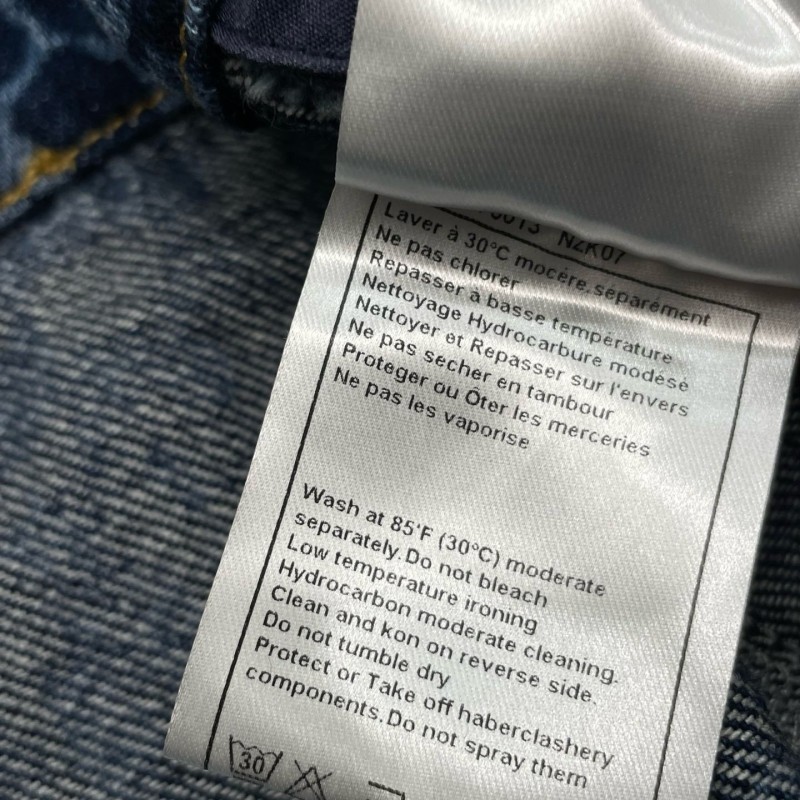 NZK07
Laver à 30°C mocére.séparément
Ne pas chlorer
Repasser à basse température
Nettoyage Hydrocarbure modésé
Nettoyer et Repasser sur l'envers
Ne pas secher en tambour
Proteger ou Ôter les merceries
Ne pas les vaporise
Wash at 85'F (30°C) moderate
separately.Do not bleach
Low temperature ironing
Hydrocarbon moderate cleaning.
Clean and kon on reverse side.
Do not tumble dry
Protect or Take off haberclashery
components.Do not spray them
30